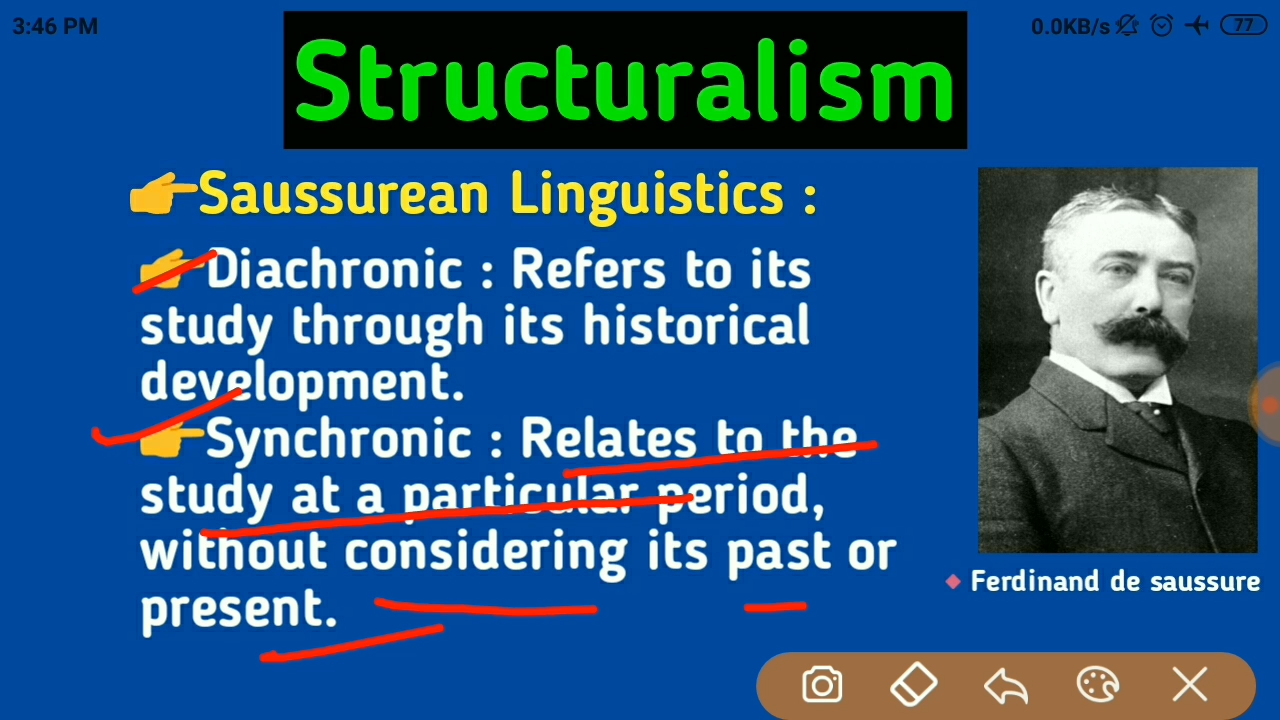 3:46 PM
0.0KB/s
77
Structuralism
Saussurean Linguistics :
Diachronic : Refers to its
study through its historical
development.
Synchronic : Relates to the
study at a particular period,
without considering its past or
present.
Ferdinand de saussure